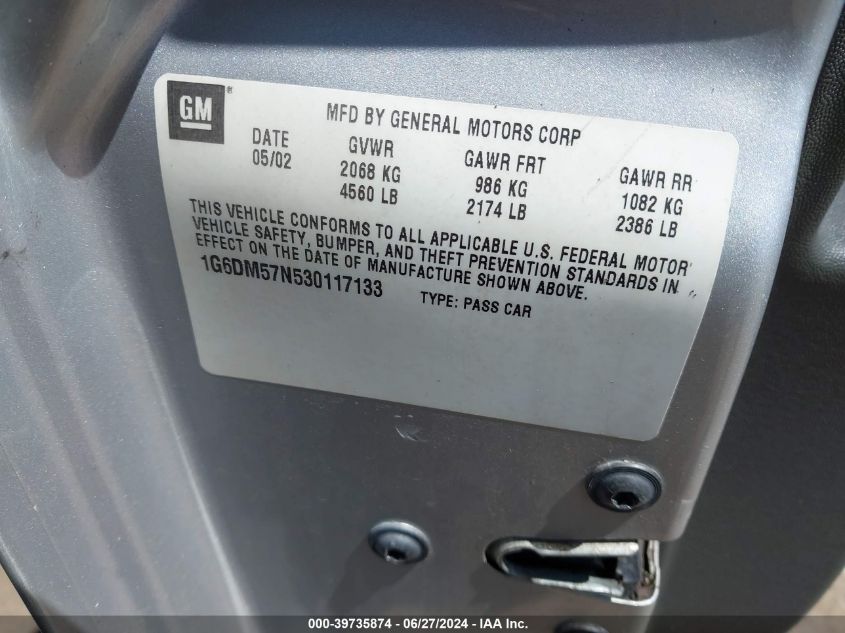 GM ®
MFD BY GENERAL MOTORS CORP
DATE GVWR GAWR FRT GAWR RR
05/02 2068 KG 986 KG 1082 KG
4560 LB 2174 LB 2386 LB
THIS VEHICLE CONFORMS TO ALL APPLICABLE U.S. FEDERAL MOTOR
VEHICLE SAFETY, BUMPER, AND THEFT PREVENTION STANDARDS IN
EFFECT ON THE DATE OF MANUFACTURE SHOWN ABOVE.
1G6DM57N530117133 TYPE: PASS CAR
000-39735874 / 06/27/2024 - IAA Inc.